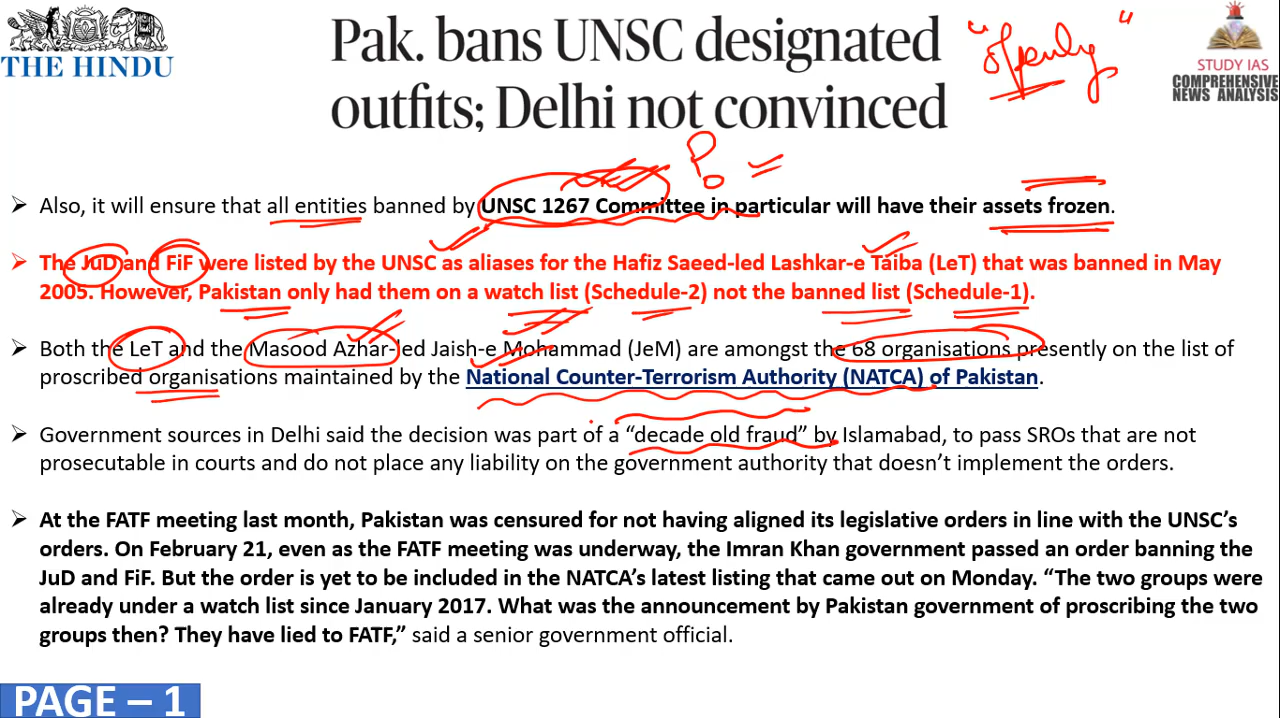 THE HINDU
Pak. bans UNSC designated
outfits; Delhi not convinced
"openly"
STUDY IAS
COMPREHENSIVE
NEWS ANALYSIS
➢ Also, it will ensure that all entities banned by UNSC 1267 Committee in particular will have their assets frozen.
➢ The JuD and FiF were listed by the UNSC as aliases for the Hafiz Saeed-led Lashkar-e Taiba (LeT) that was banned in May
2005. However, Pakistan only had them on a watch list (Schedule-2) not the banned list (Schedule-1).
➢ Both the LeT and the Masood Azhar-led Jaish-e Mohammad (JeM) are amongst the 68 organisations presently on the list of
proscribed organisations maintained by the National Counter-Terrorism Authority (NATCA) of Pakistan.
➢ Government sources in Delhi said the decision was part of a “decade old fraud” by Islamabad, to pass SROs that are not
prosecutable in courts and do not place any liability on the government authority that doesn’t implement the orders.
➢ At the FATF meeting last month, Pakistan was censured for not having aligned its legislative orders in line with the UNSC’s
orders. On February 21, even as the FATF meeting was underway, the Imran Khan government passed an order banning the
JuD and FiF. But the order is yet to be included in the NATCA’s latest listing that came out on Monday. “The two groups were
already under a watch list since January 2017. What was the announcement by Pakistan government of proscribing the two
groups then? They have lied to FATF,” said a senior government official.
PAGE – 1